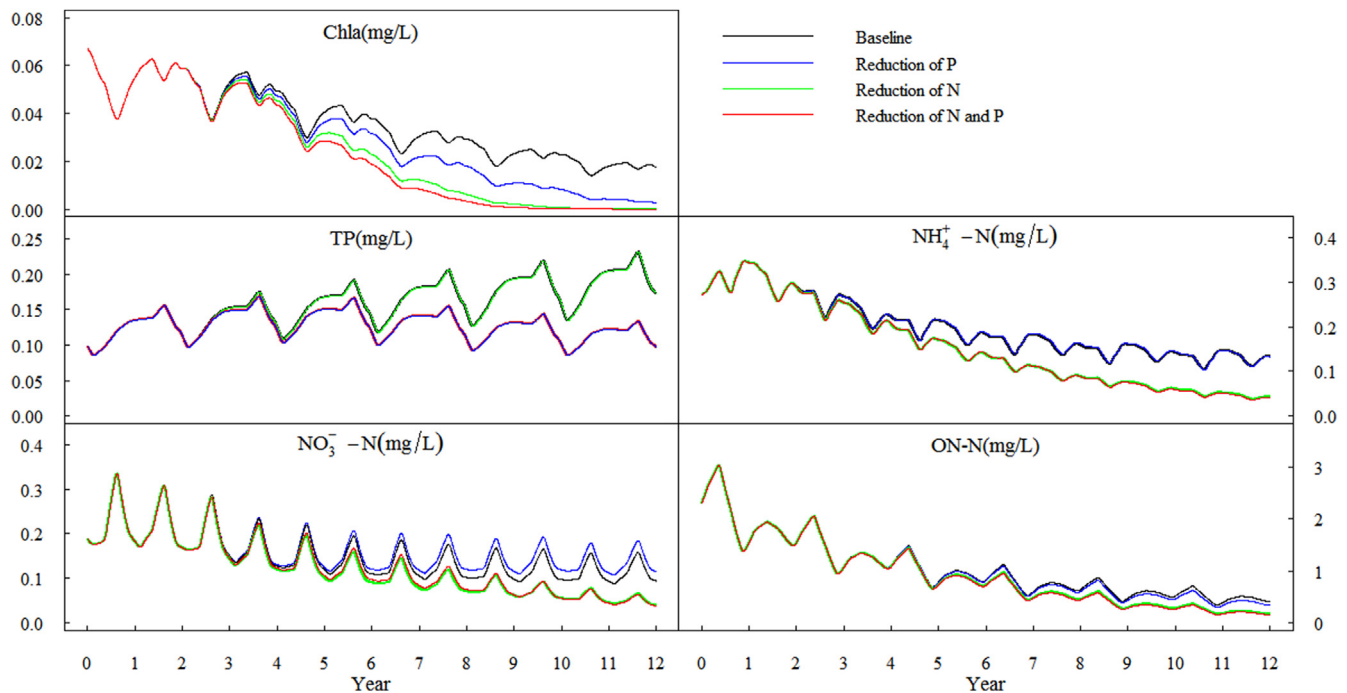 Chla(mg/L)
0.08
0.06
0.04
0.02
0.00
Baseline
Reduction of P
Reduction of N
Reduction of N and P
TP(mg/L)
0.25
0.20
0.15
0.10
0.05
0.00
NH₄⁺ –N(mg/L)
0.4
0.3
0.2
0.1
0.0
NO₃⁻ –N(mg/L)
0.4
0.3
0.2
0.1
0.0
ON-N(mg/L)
3
2
1
0
0 1 2 3 4 5 6 7 8 9 10 11 12
Year
0 1 2 3 4 5 6 7 8 9 10 11 12
Year